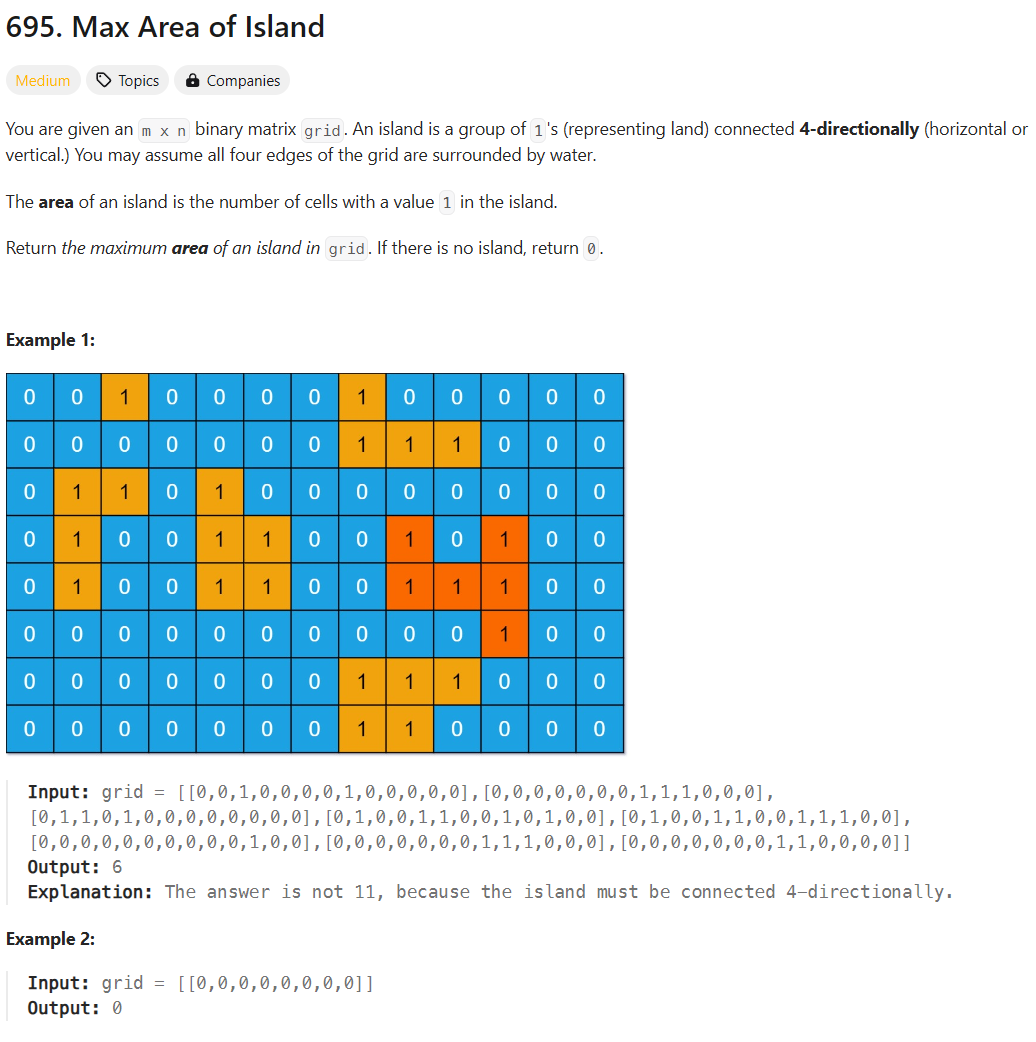 695. Max Area of Island
Medium Topics Companies
You are given an m x n binary matrix grid. An island is a group of 1's (representing land) connected 4-directionally (horizontal or
vertical.) You may assume all four edges of the grid are surrounded by water.
The area of an island is the number of cells with a value 1 in the island.
Return the maximum area of an island in grid. If there is no island, return 0.
Example 1:
0 0 1 0 0 0 0 1 0 0 0 0 0
0 0 0 0 0 0 0 1 1 1 0 0 0
0 1 1 0 1 0 0 0 0 0 0 0 0
0 1 0 0 1 1 0 0 1 0 1 0 0
0 1 0 0 1 1 0 0 1 1 1 0 0
0 0 0 0 0 0 0 0 0 0 1 0 0
0 0 0 0 0 0 0 1 1 1 0 0 0
0 0 0 0 0 0 0 1 1 0 0 0 0
Input: grid = [[0,0,1,0,0,0,0,1,0,0,0,0,0],[0,0,0,0,0,0,0,1,1,1,0,0,0],
[0,1,1,0,1,0,0,0,0,0,0,0,0],[0,1,0,0,1,1,0,0,1,0,1,0,0],[0,1,0,0,1,1,0,0,1,1,1,0,0],
[0,0,0,0,0,0,0,0,0,0,1,0,0],[0,0,0,0,0,0,0,1,1,1,0,0,0],[0,0,0,0,0,0,0,1,1,0,0,0,0]]
Output: 6
Explanation: The answer is not 11, because the island must be connected 4-directionally.
Example 2:
Input: grid = [[0,0,0,0,0,0,0,0]]
Output: 0